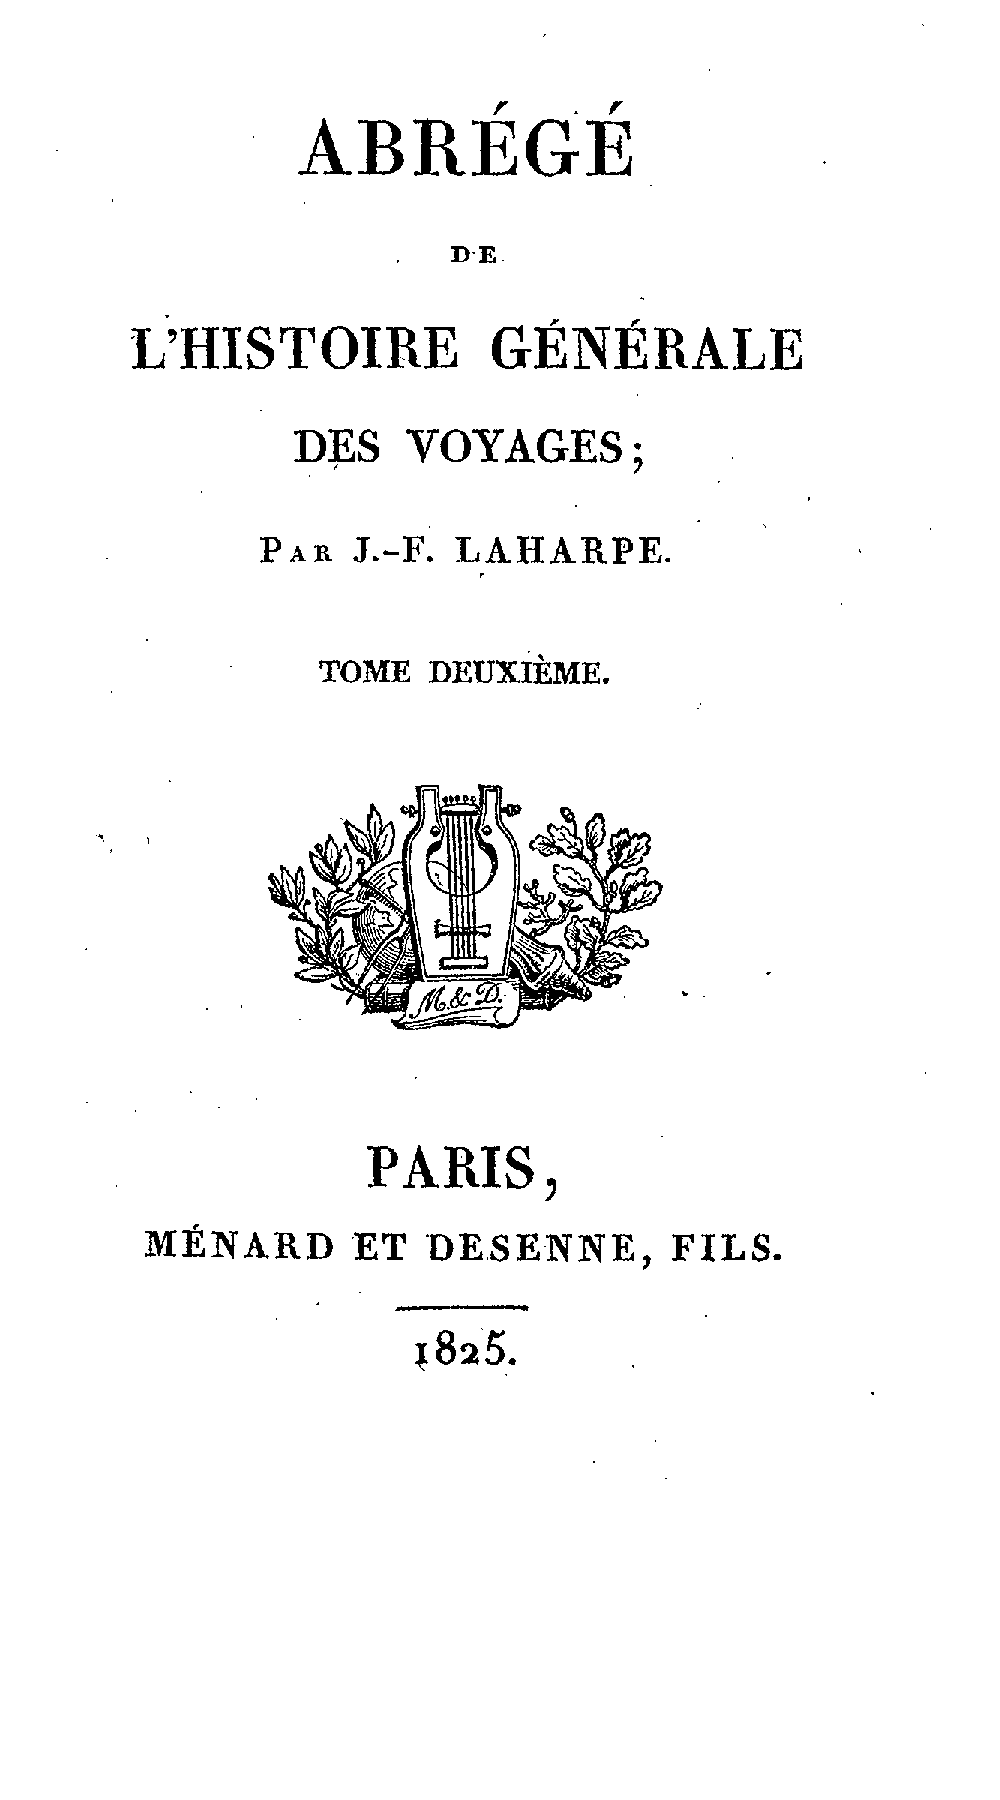 ABRÉGÉ
DE
L'HISTOIRE GÉNÉRALE
DES VOYAGES;
PAR J.-F. LAHARPE.
TOME DEUXIÈME.
M. & D.
PARIS,
MÉNARD ET DESENNE, FILS.
1825.